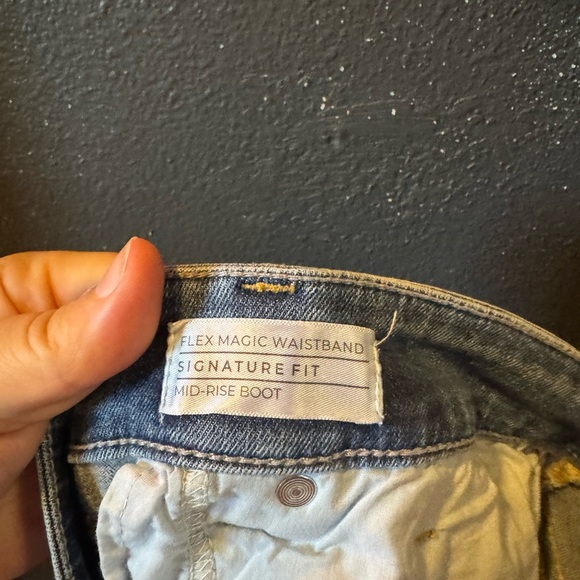 FLEX MAGIC WAISTBAND
SIGNATURE FIT
MID-RISE BOOT